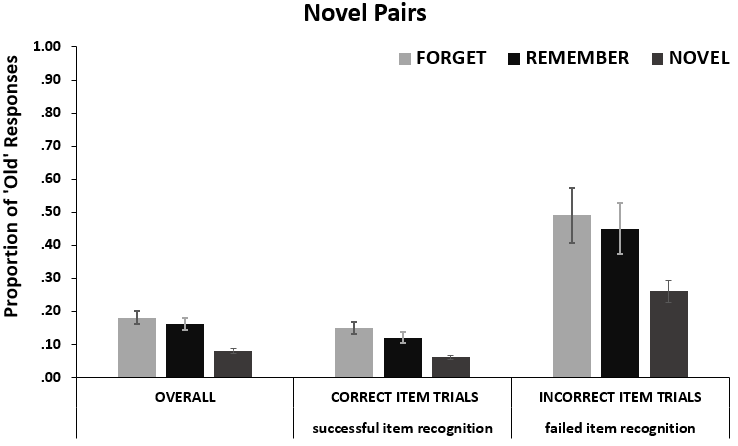 Novel Pairs
FORGET REMEMBER NOVEL
Proportion of 'Old' Responses
1.00
.90
.80
.70
.60
.50
.40
.30
.20
.10
.00
OVERALL CORRECT ITEM TRIALS INCORRECT ITEM TRIALS
successful item recognition failed item recognition